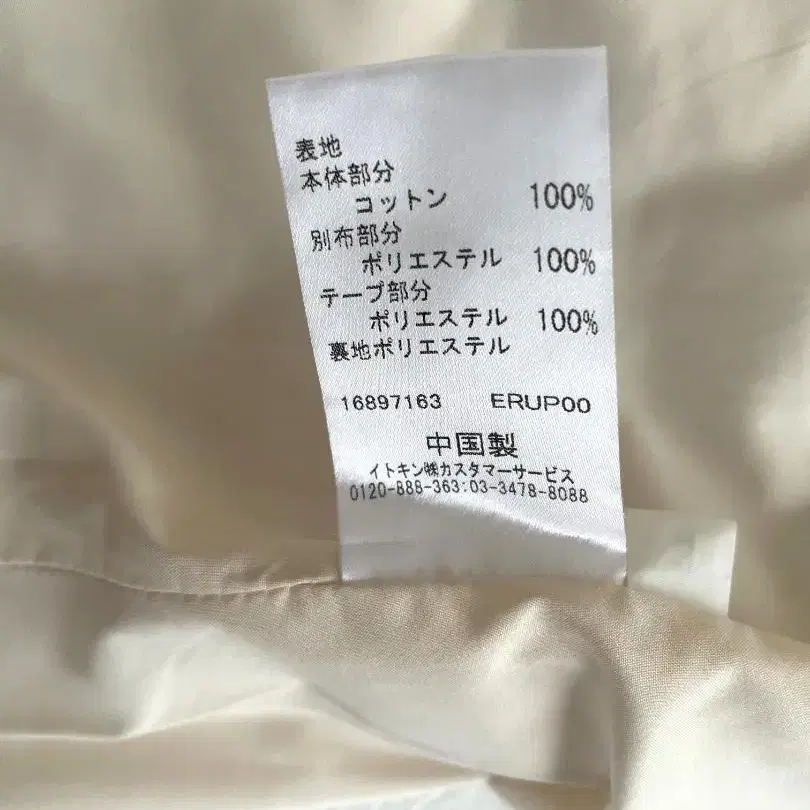 表地
本体部分
コットン 100%
別布部分
ポリエステル 100%
テープ部分
ポリエステル 100%
裏地ポリエステル
16897163 ERUP00
中国製
イトキン㈱カスタマーサービス
0120-888-363:03-3478-8088